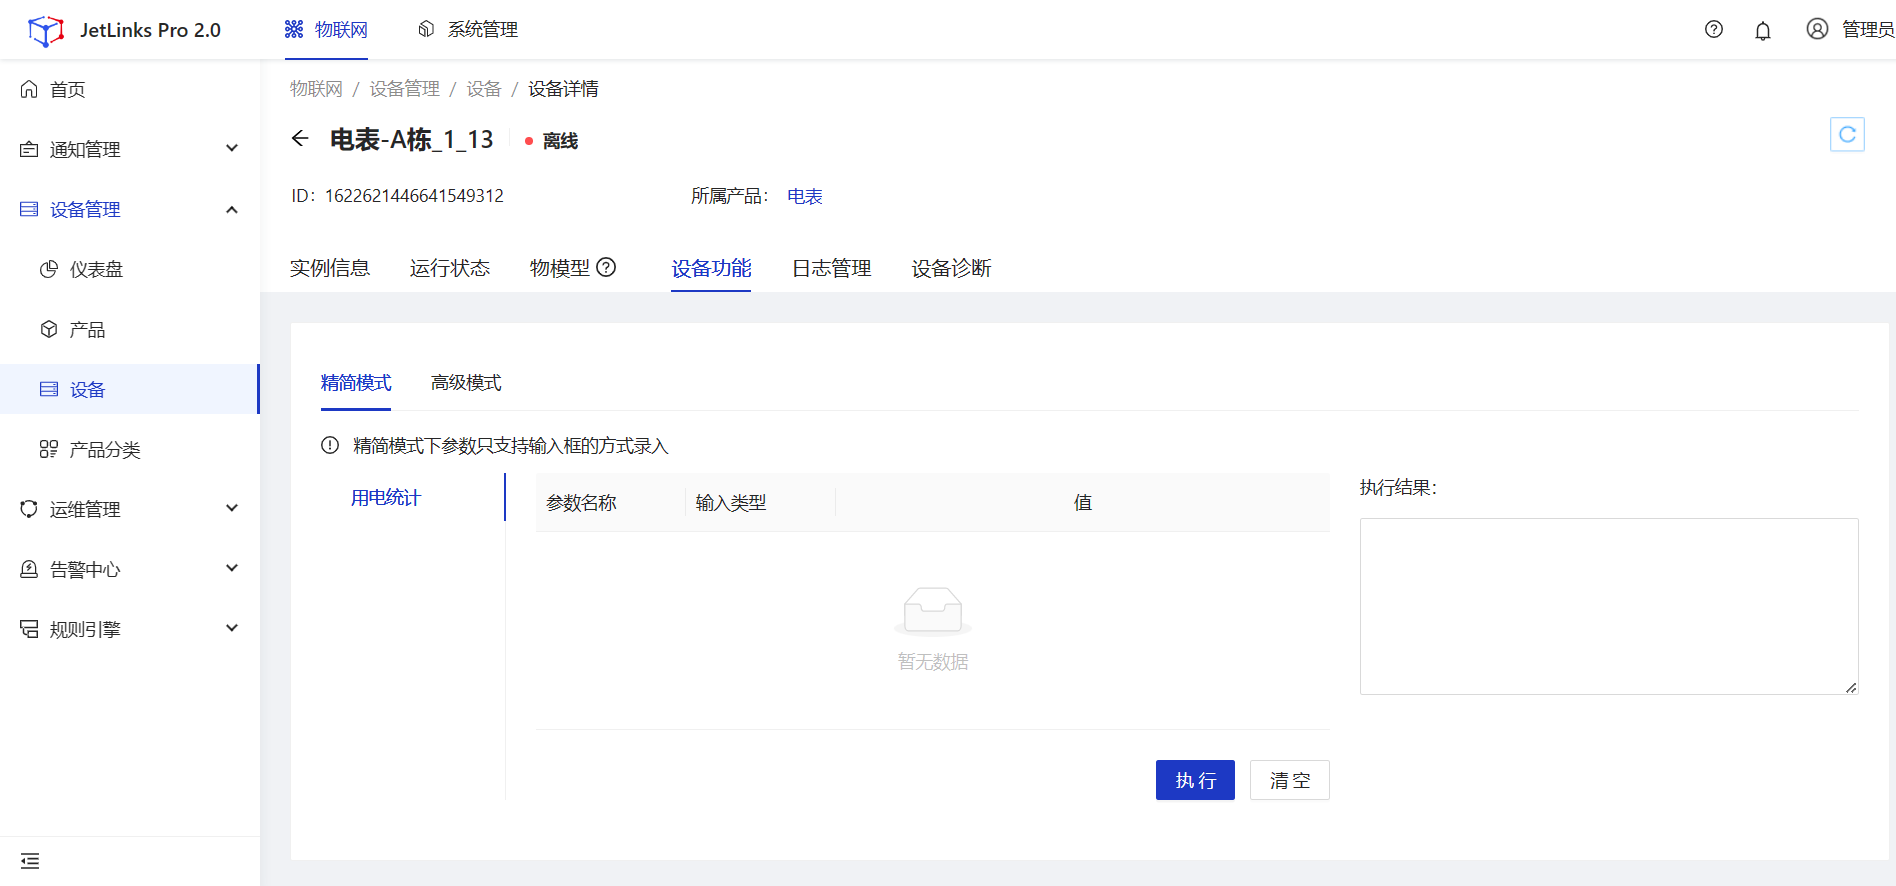 JetLinks Pro 2.0
物联网
系统管理
管理员
首页
通知管理
设备管理
仪表盘
产品
设备
产品分类
运维管理
告警中心
规则引擎
物联网 / 设备管理 / 设备 / 设备详情
电表-A栋_1_13
离线
ID: 1622621446641549312
所属产品: 电表
实例信息
运行状态
物模型
设备功能
日志管理
设备诊断
精简模式
高级模式
精简模式下参数只支持输入框的方式录入
用电统计
参数名称
输入类型
值
暂无数据
执行结果:
执 行
清 空